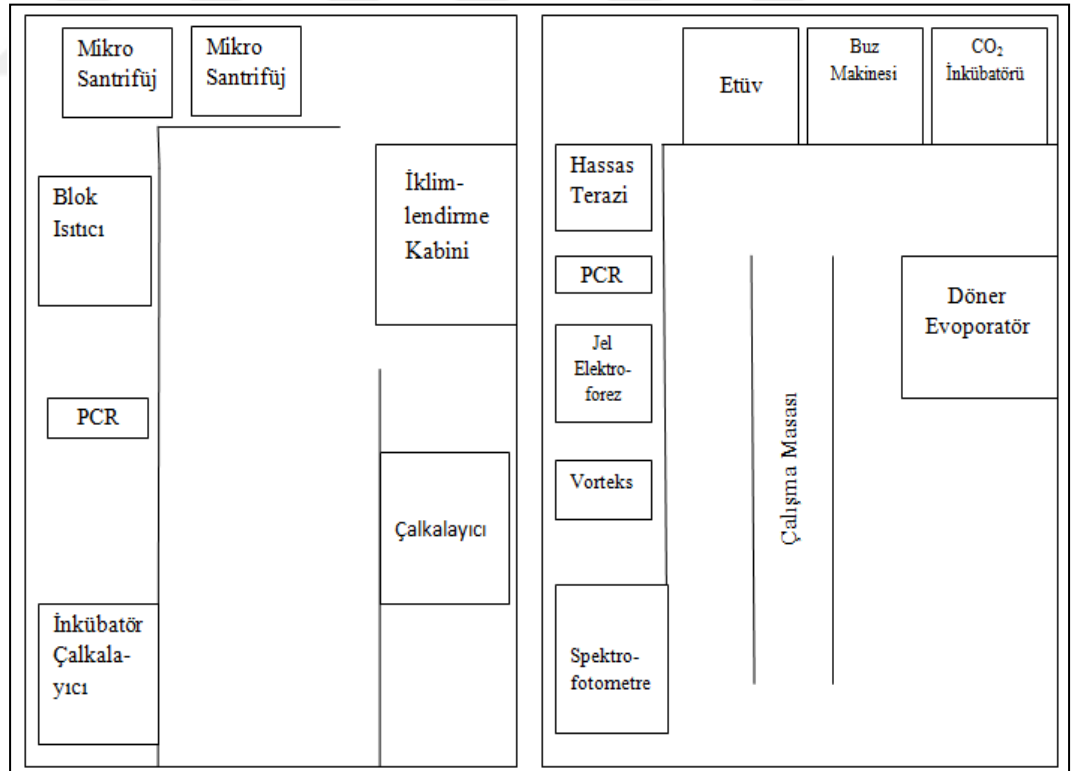 Mikro
Santrifüj
Mikro
Santrifüj
Blok
Isıtıcı
İklim-
lendirme
Kabini
PCR
Çalkalayıcı
İnkübatör
Çalkala-
yıcı
Etüv
Buz
Makinesi
CO₂
İnkübatörü
Hassas
Terazi
PCR
Döner
Evoporatör
Jel
Elektro-
forez
Çalışma Masası
Vorteks
Spektro-
fotometre